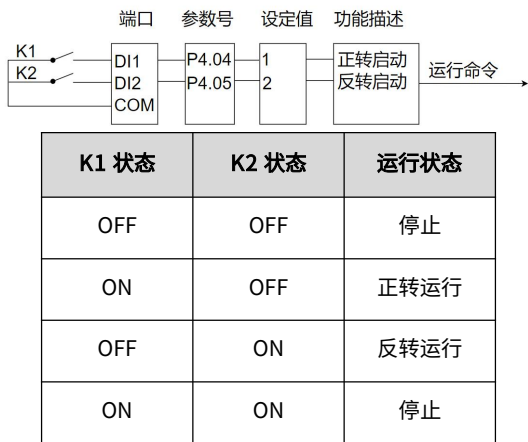 端口 参数号 设定值 功能描述
K1 DI1 P4.04 1 正转启动
K2 DI2 P4.05 2 反转启动 运行命令
COM
K1 状态 K2 状态 运行状态
OFF OFF 停止
ON OFF 正转运行
OFF ON 反转运行
ON ON 停止